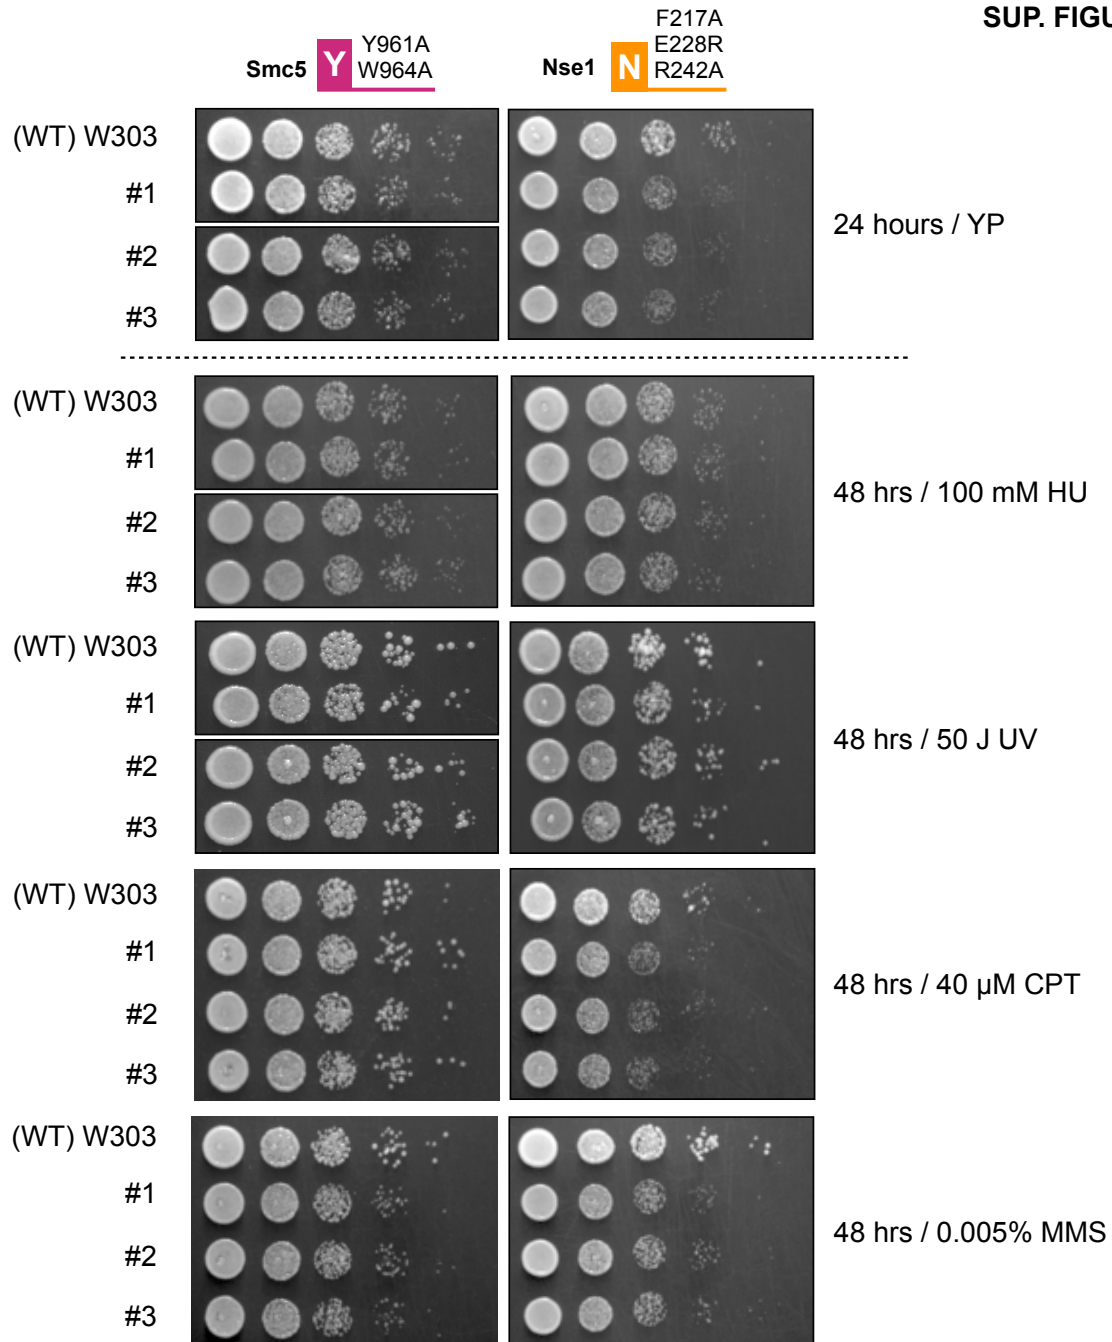 SUP. FIGU
Smc5 Y Y961A
W964A
Nse1 N F217A
E228R
R242A
(WT) W303
#1
#2
#3
24 hours / YP
(WT) W303
#1
#2
#3
48 hrs / 100 mM HU
(WT) W303
#1
#2
#3
48 hrs / 50 J UV
(WT) W303
#1
#2
#3
48 hrs / 40 µM CPT
(WT) W303
#1
#2
#3
48 hrs / 0.005% MMS